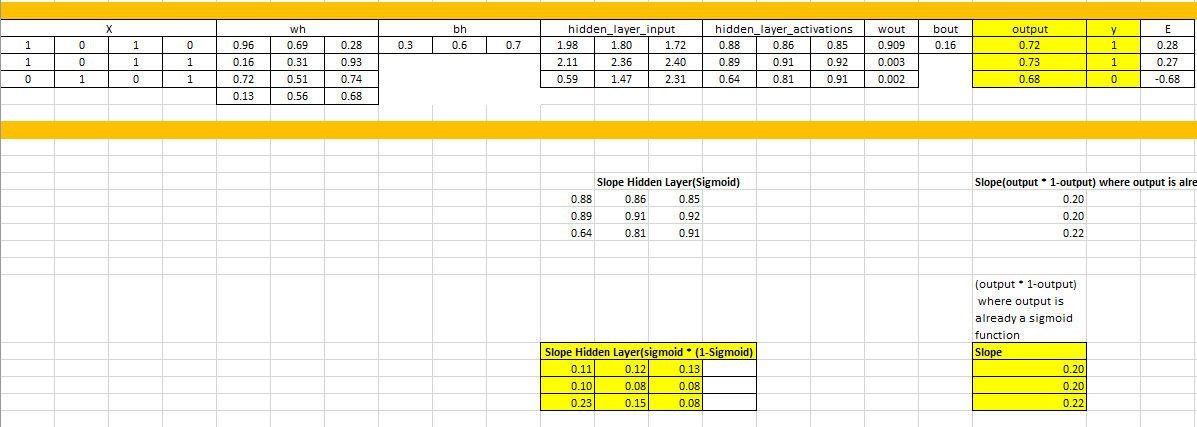 X wh bh hidden_layer_input hidden_layer_activations wout bout output y E
1 0 1 0 0.96 0.69 0.28 0.3 0.6 0.7 1.98 1.80 1.72 0.88 0.86 0.85 0.909 0.16 0.72 1 0.28
1 0 1 1 0.16 0.31 0.93 2.11 2.36 2.40 0.89 0.91 0.92 0.003 0.73 1 0.27
0 1 0 1 0.72 0.51 0.74 0.59 1.47 2.31 0.64 0.81 0.91 0.002 0.68 0 -0.68
0.13 0.56 0.68
Slope Hidden Layer(Sigmoid) Slope(output * 1-output) where output is alre
0.88 0.86 0.85 0.20
0.89 0.91 0.92 0.20
0.64 0.81 0.91 0.22
(output * 1-output)
where output is
already a sigmoid
function
Slope Hidden Layer(sigmoid * (1-Sigmoid) Slope
0.11 0.12 0.13 0.20
0.10 0.08 0.08 0.20
0.23 0.15 0.08 0.22